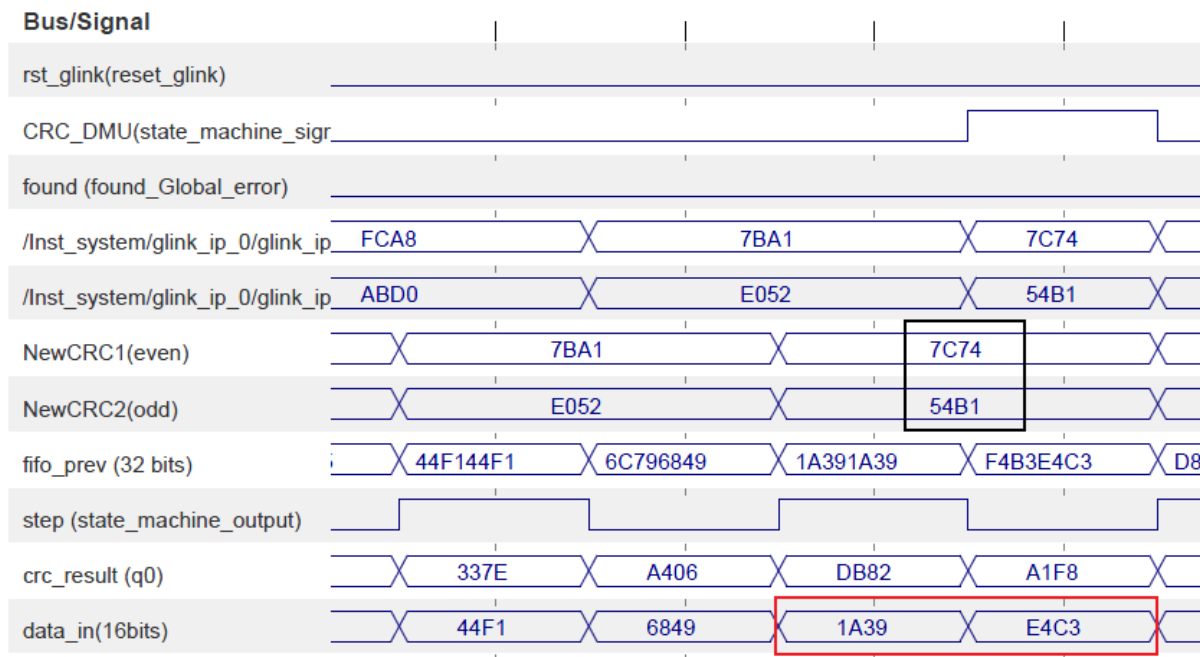 Bus/Signal
rst_glink(reset_glink)
CRC_DMU(state_machine_sigr
found (found_Global_error)
/Inst_system/glink_ip_0/glink_ip FCA8 7BA1 7C74
/Inst_system/glink_ip_0/glink_ip ABD0 E052 54B1
NewCRC1(even) 7BA1 7C74
NewCRC2(odd) E052 54B1
fifo_prev (32 bits) 44F144F1 6C796849 1A391A39 F4B3E4C3 D8
step (state_machine_output)
crc_result (q0) 337E A406 DB82 A1F8
data_in(16bits) 44F1 6849 1A39 E4C3